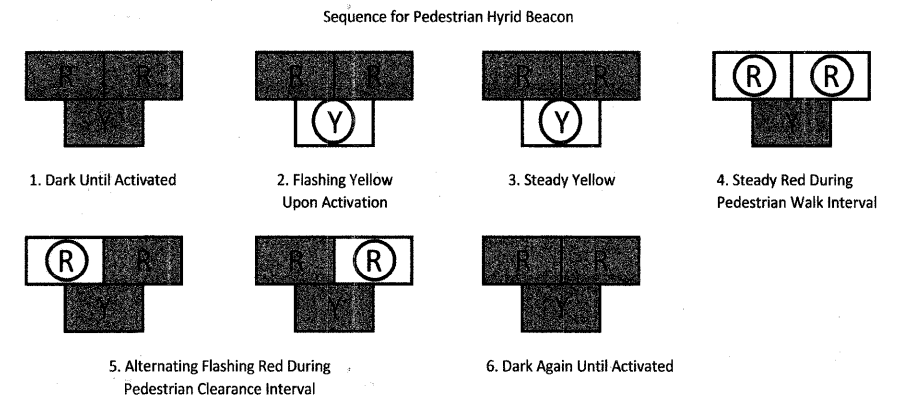 Sequence for Pedestrian Hyrid Beacon
R R
Y
R R
Y
R R
Y
R R
Y
1. Dark Until Activated
2. Flashing Yellow
Upon Activation
3. Steady Yellow
4. Steady Red During
Pedestrian Walk Interval
R R
Y
R R
Y
R R
Y
5. Alternating Flashing Red During
Pedestrian Clearance Interval
6. Dark Again Until Activated